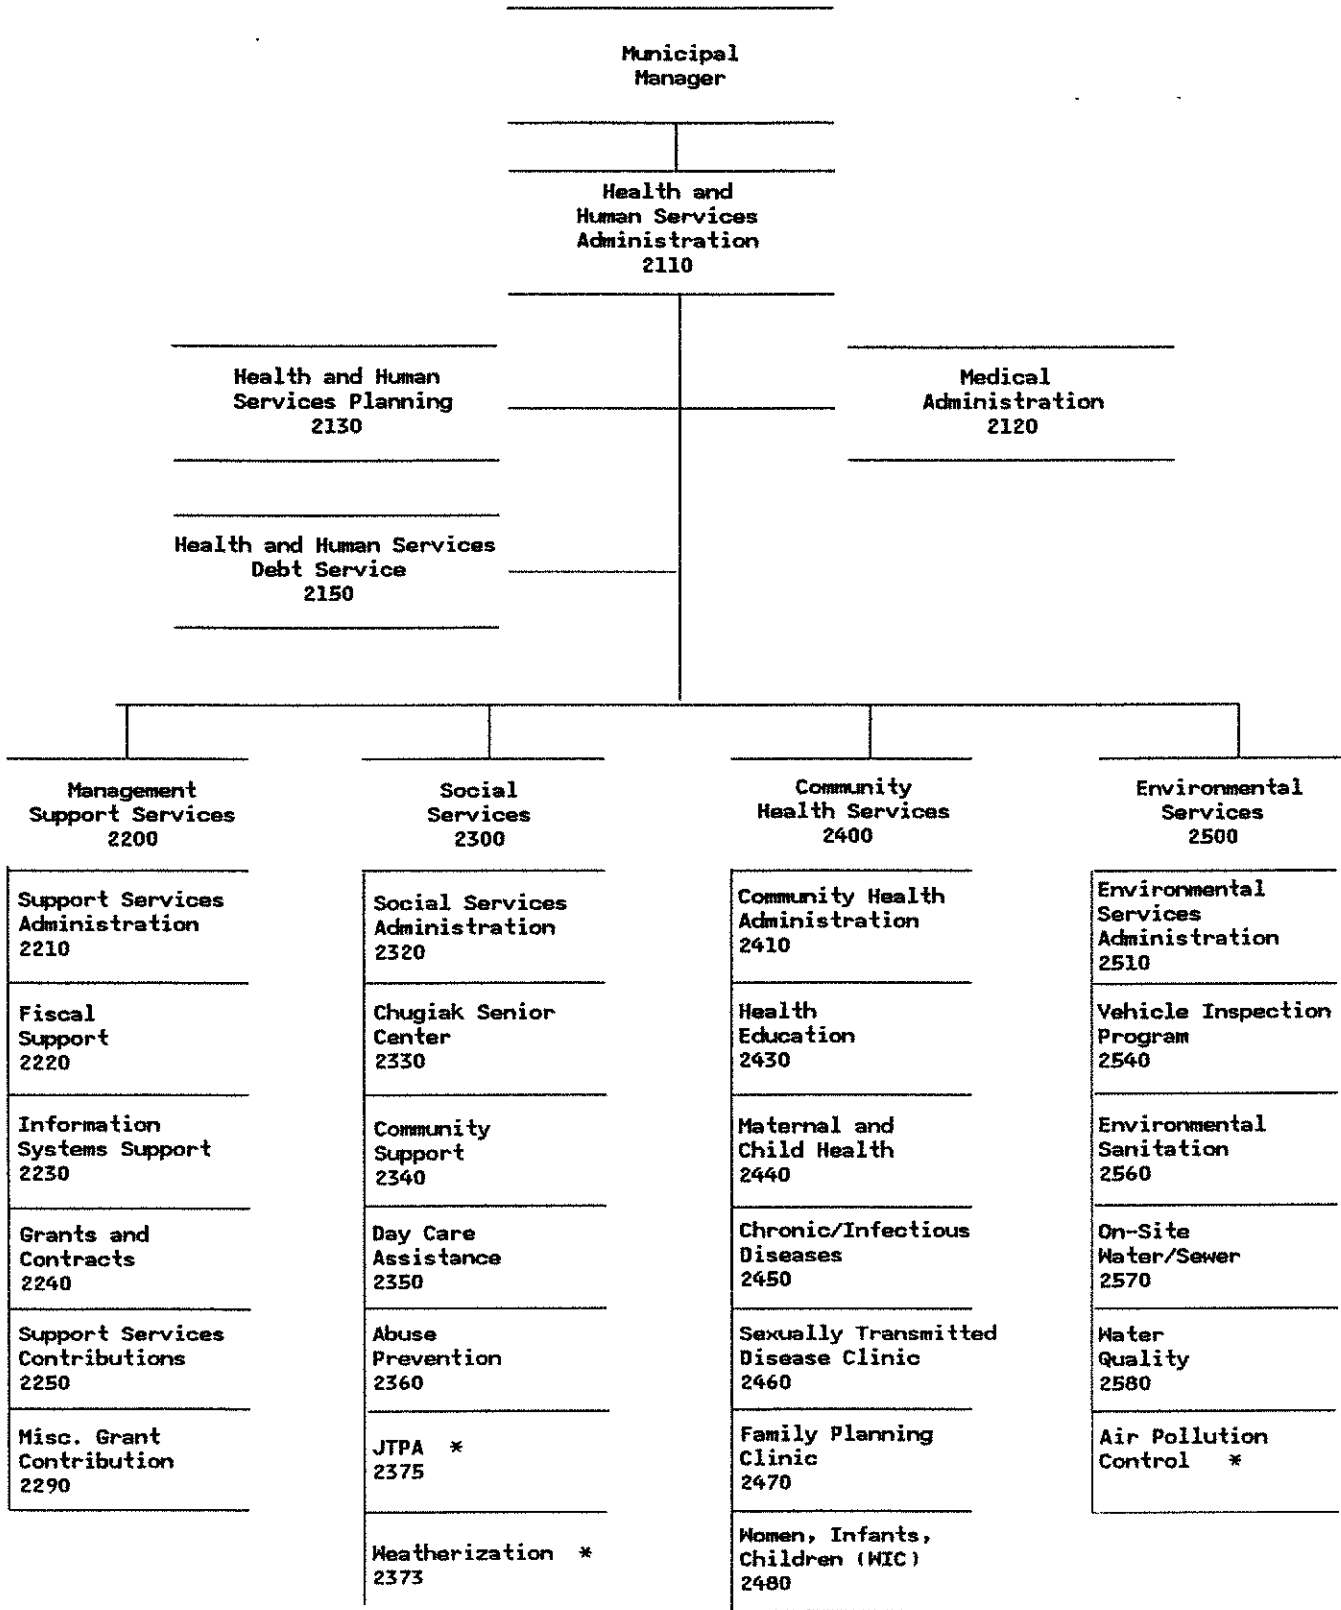 Municipal
Manager
Health and
Human Services
Administration
2110
Health and Human
Services Planning
2130
Medical
Administration
2120
Health and Human Services
Debt Service
2150
Management
Support Services
2200
Support Services
Administration
2210
Fiscal
Support
2220
Information
Systems Support
2230
Grants and
Contracts
2240
Support Services
Contributions
2250
Misc. Grant
Contribution
2290
Social
Services
2300
Social Services
Administration
2320
Chugiak Senior
Center
2330
Community
Support
2340
Day Care
Assistance
2350
Abuse
Prevention
2360
JTPA *
2375
Weatherization *
2373
Community
Health Services
2400
Community Health
Administration
2410
Health
Education
2430
Maternal and
Child Health
2440
Chronic/Infectious
Diseases
2450
Sexually Transmitted
Disease Clinic
2460
Family Planning
Clinic
2470
Women, Infants,
Children (WIC)
2480
Environmental
Services
2500
Environmental
Services
Administration
2510
Vehicle Inspection
Program
2540
Environmental
Sanitation
2560
On-Site
Water/Sewer
2570
Water
Quality
2580
Air Pollution
Control *